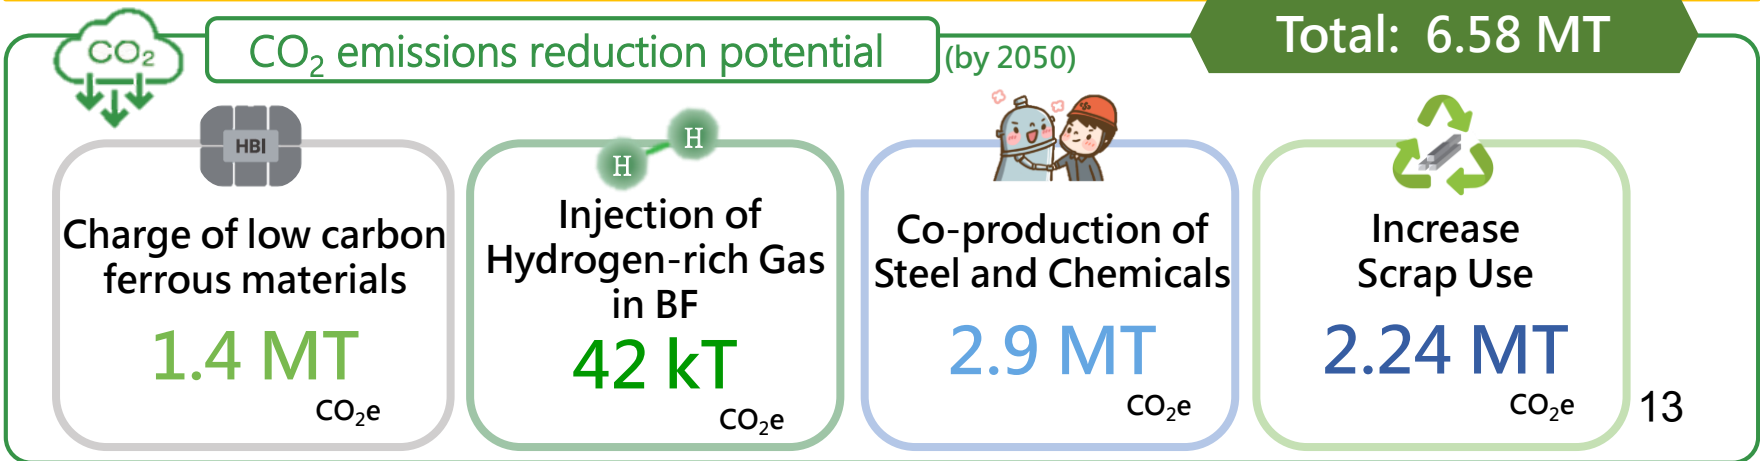 CO₂
CO₂ emissions reduction potential (by 2050)
Total: 6.58 MT
HBI
Charge of low carbon
ferrous materials
1.4 MT
CO₂e
H H
Injection of
Hydrogen-rich Gas
in BF
42 kT
CO₂e
Co-production of
Steel and Chemicals
2.9 MT
CO₂e
Increase
Scrap Use
2.24 MT
CO₂e
13